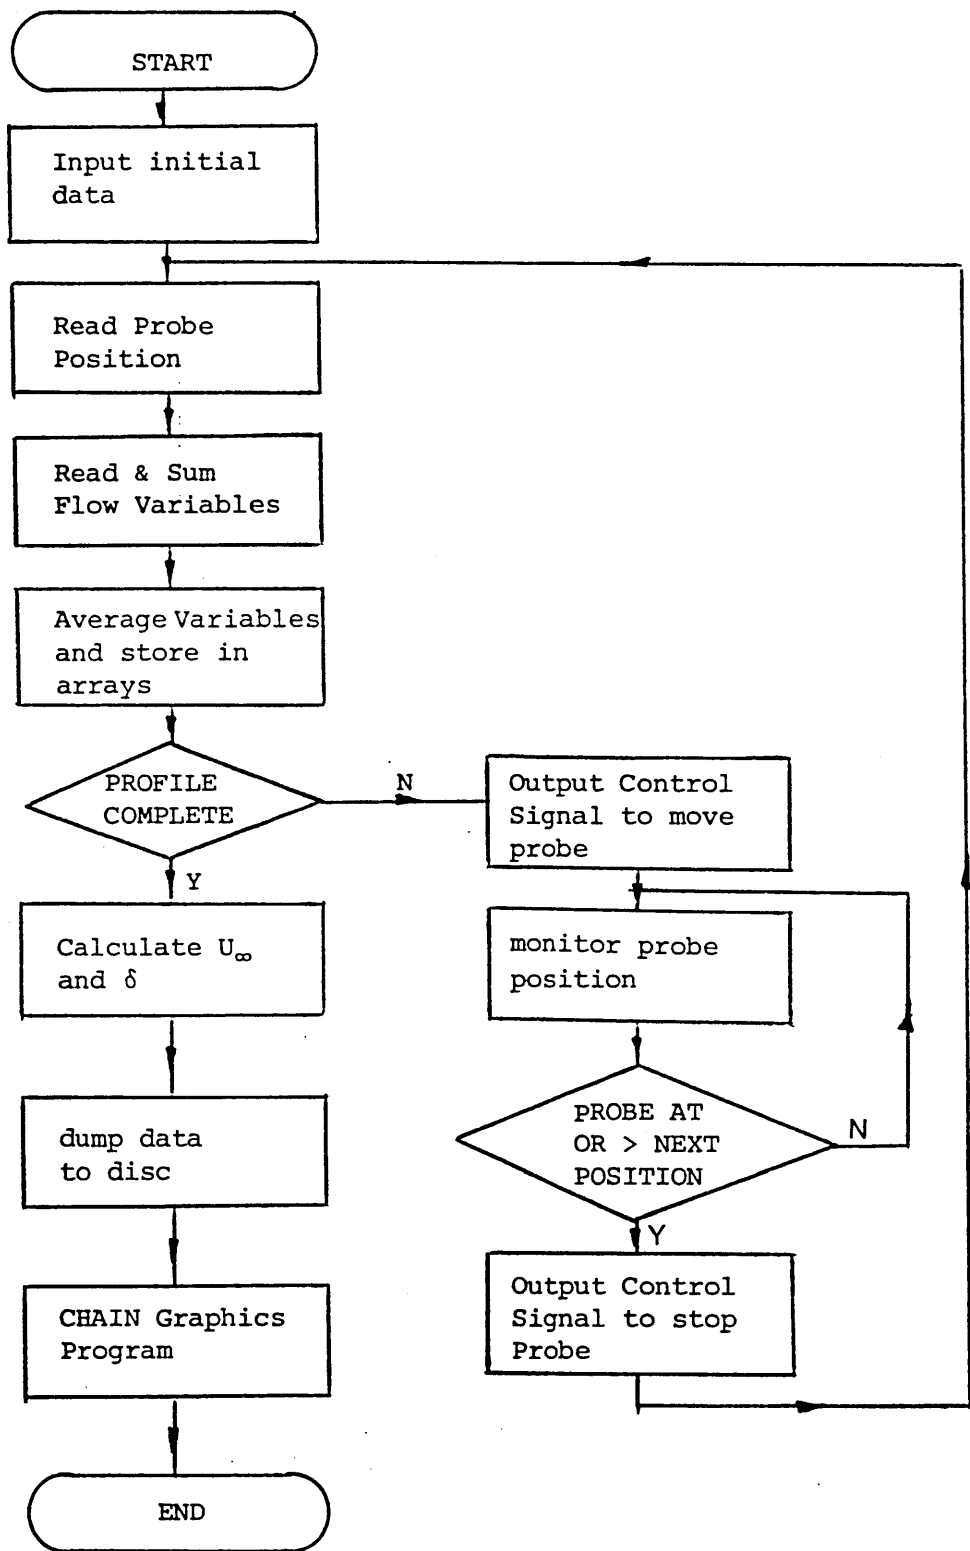 START
Input initial
data
Read Probe
Position
Read & Sum
Flow Variables
Average Variables
and store in
arrays
PROFILE
COMPLETE
N
Y
Output Control
Signal to move
probe
monitor probe
position
PROBE AT
OR > NEXT
POSITION
N
Y
Output Control
Signal to stop
Probe
Calculate U∞
and δ
dump data
to disc
CHAIN Graphics
Program
END